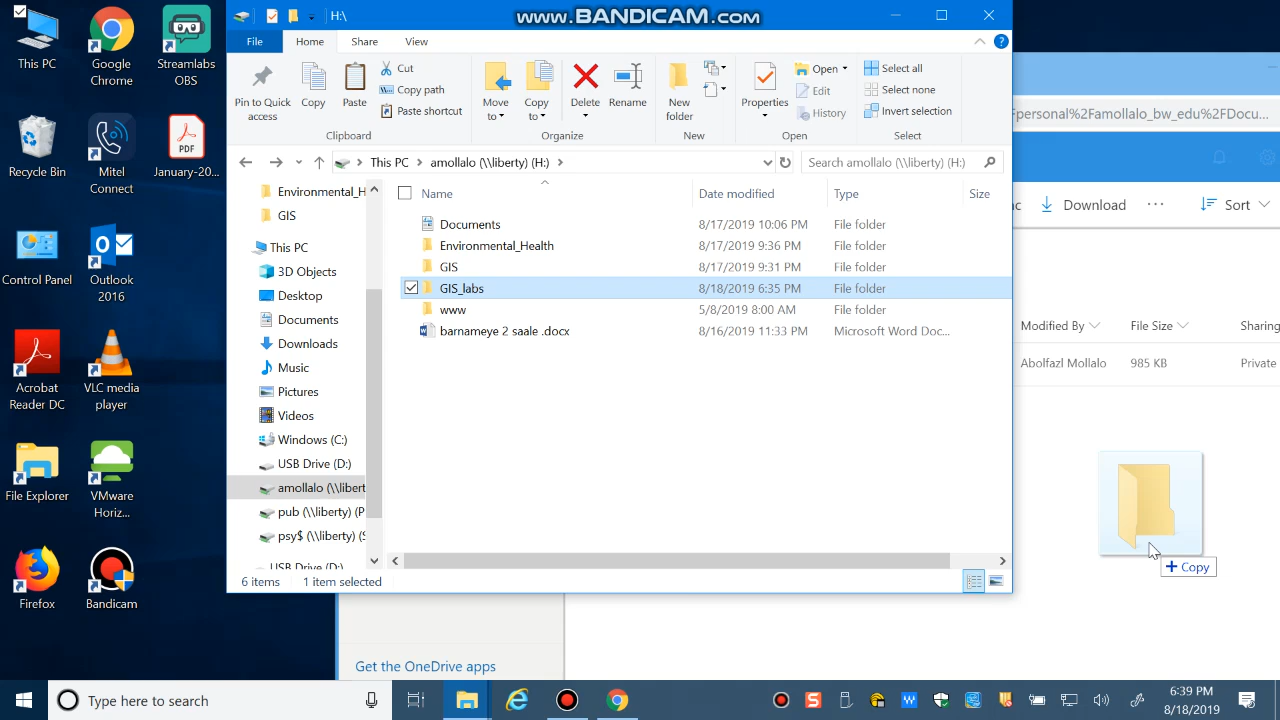 This PC
Google Chrome
Streamlabs OBS
Recycle Bin
Mitel Connect
January-20...
Control Panel
Outlook 2016
Acrobat Reader DC
VLC media player
File Explorer
VMware Horiz...
Firefox
Bandicam
H:\
www.BANDICAM.com
File
Home
Share
View
Pin to Quick access
Copy
Paste
Cut
Copy path
Paste shortcut
Clipboard
Move to
Copy to
Delete
Rename
Organize
New folder
New
Properties
Open
Edit
History
Open
Select all
Select none
Invert selection
Select
This PC
amollalo (\\liberty) (H:)
Search amollalo (\\liberty) (H:)
Environmental_H
GIS
This PC
3D Objects
Desktop
Documents
Downloads
Music
Pictures
Videos
Windows (C:)
USB Drive (D:)
amollalo (\\libert
pub (\\liberty) (P
psy$ (\\liberty) (S
USB Drive (D:)
Name Date modified Type Size
Documents 8/17/2019 10:06 PM File folder
Environmental_Health 8/17/2019 9:36 PM File folder
GIS 8/17/2019 9:31 PM File folder
GIS_labs 8/18/2019 6:35 PM File folder
www 5/8/2019 8:00 AM File folder
barnameye 2 saale .docx 8/16/2019 11:33 PM Microsoft Word Doc...
6 items 1 item selected
personal%2Famollalo_bw_edu%2FDocu...
Download
Sort
Modified By File Size Sharing
Abolfazl Mollalo 985 KB Private
+ Copy
Get the OneDrive apps
Type here to search
6:39 PM
8/18/2019